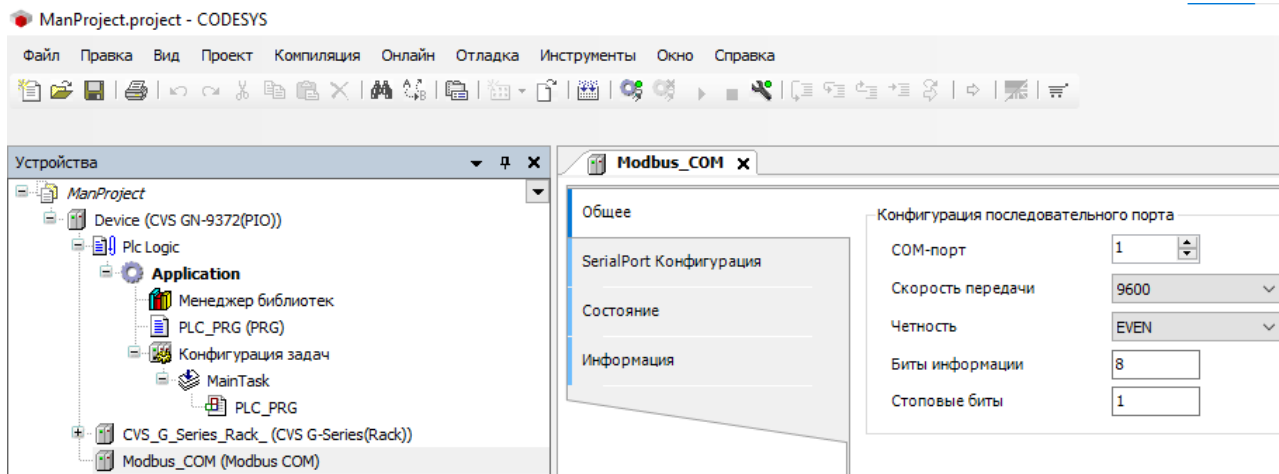 ManProject.project - CODESYS
Файл Правка Вид Проект Компиляция Онлайн Отладка Инструменты Окно Справка
Устройства
ManProject
Device (CVS GN-9372(PIO))
Plc Logic
Application
Менеджер библиотек
PLC_PRG (PRG)
Конфигурация задач
MainTask
PLC_PRG
CVS_G_Series_Rack_ (CVS G-Series(Rack))
Modbus_COM (Modbus COM)
Modbus_COM
Общее
SerialPort Конфигурация
Состояние
Информация
Конфигурация последовательного порта
COM-порт 1
Скорость передачи 9600
Четность EVEN
Биты информации 8
Стоповые биты 1